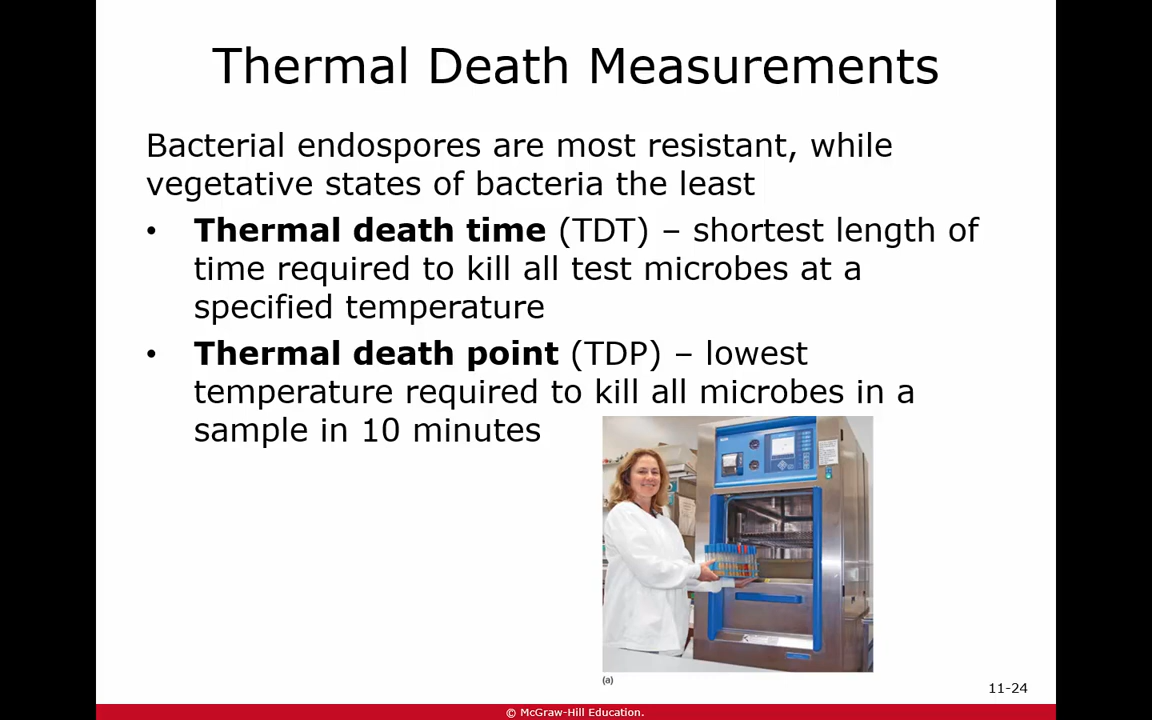 Thermal Death Measurements
Bacterial endospores are most resistant, while
vegetative states of bacteria the least
• Thermal death time (TDT) – shortest length of
time required to kill all test microbes at a
specified temperature
• Thermal death point (TDP) – lowest
temperature required to kill all microbes in a
sample in 10 minutes
(a)
11-24
© McGraw-Hill Education.